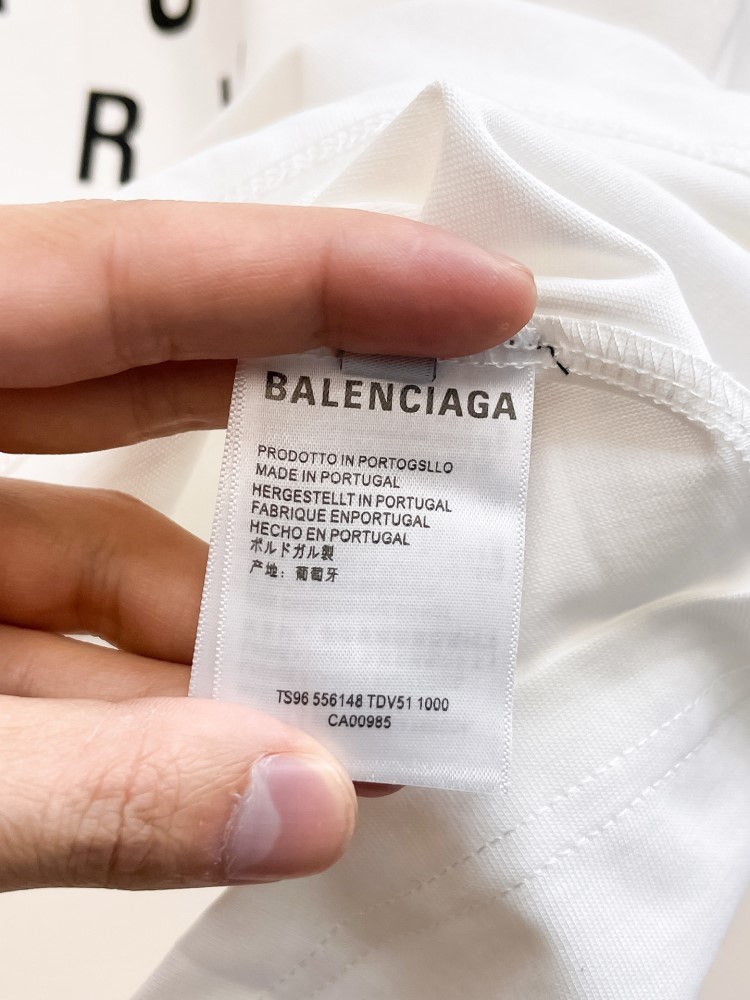 R
BALENCIAGA
PRODOTTO IN PORTOGSLLO
MADE IN PORTUGAL
HERGESTELLT IN PORTUGAL
FABRIQUE ENPORTUGAL
HECHO EN PORTUGAL
ポルドガル製
产地：葡萄牙
TS96 556148 TDV51 1000
CA00985